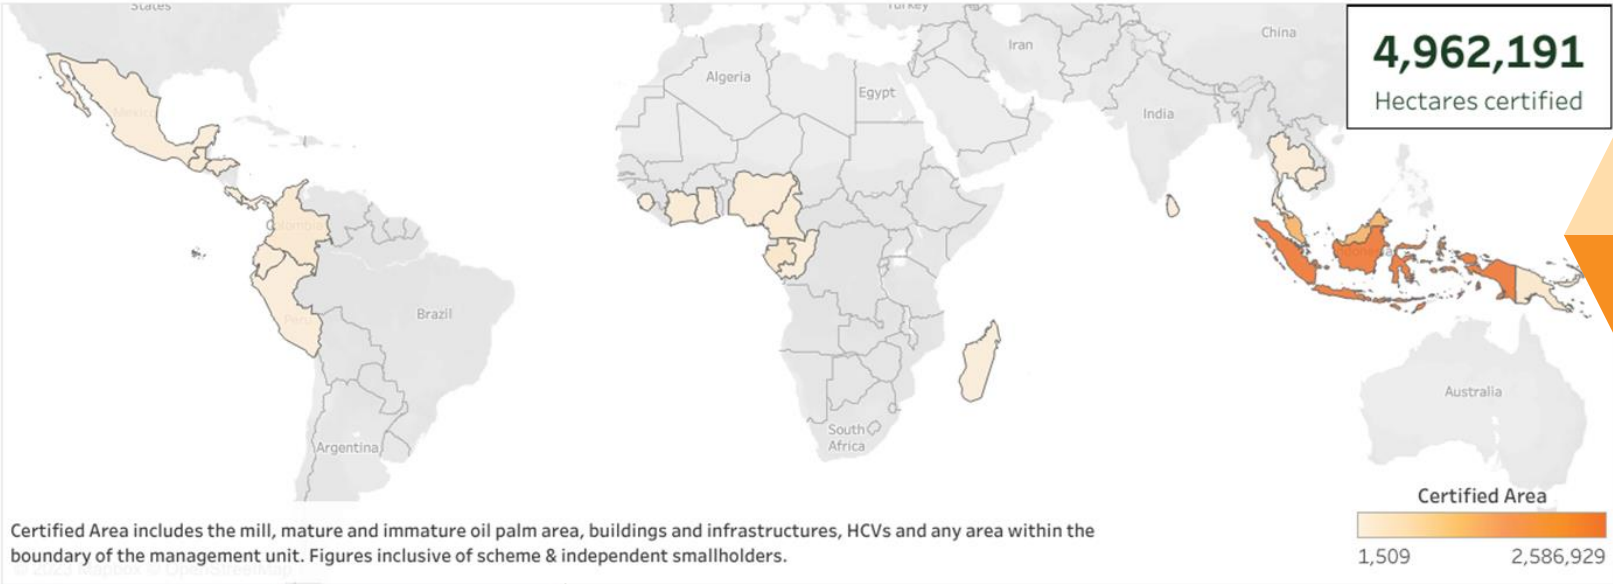 States
Turkey
China
Iran
Algeria
Egypt
India
4,962,191
Hectares certified
Mexico
Colombia
Peru
Brazil
Argentina
South
Africa
Australia
Certified Area
1,509 2,586,929
Certified Area includes the mill, mature and immature oil palm area, buildings and infrastructures, HCVs and any area within the
boundary of the management unit. Figures inclusive of scheme & independent smallholders.
© 2023 Mapbox © OpenStreetMap